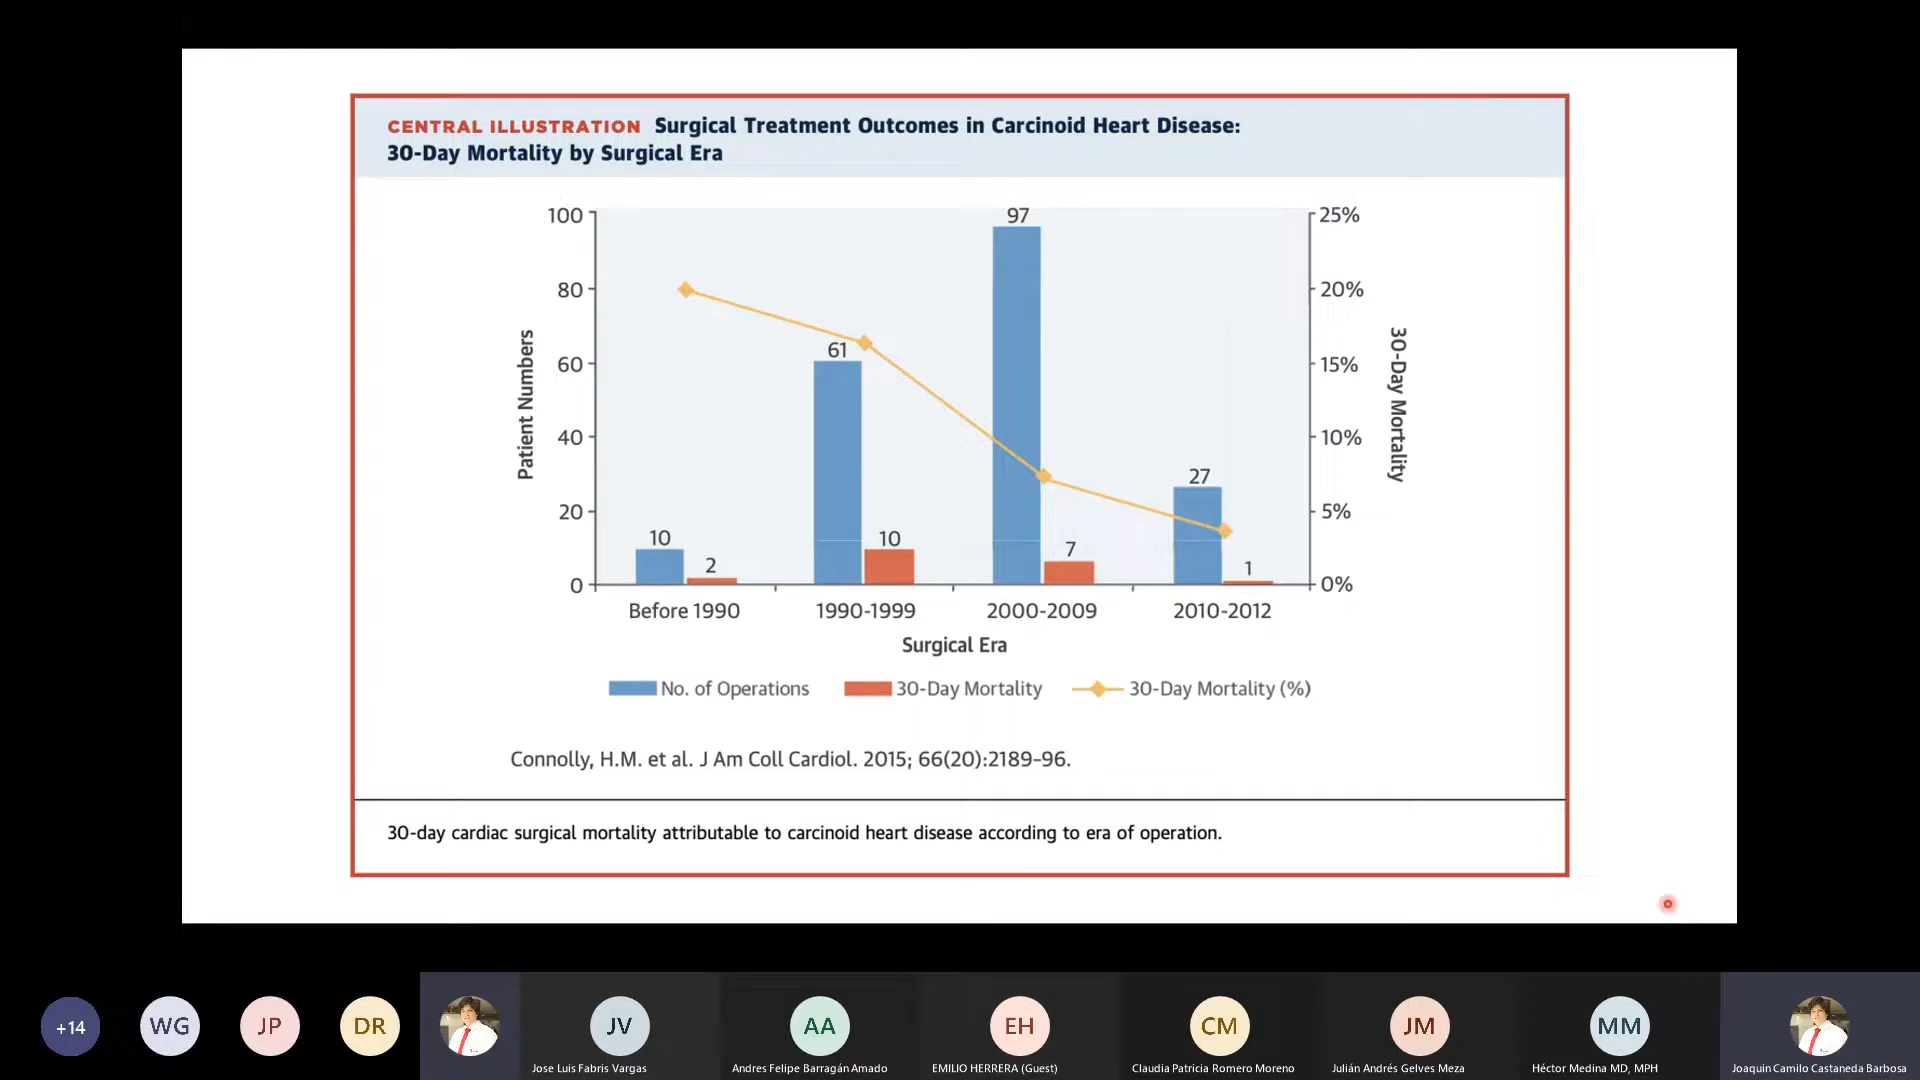 CENTRAL ILLUSTRATION Surgical Treatment Outcomes in Carcinoid Heart Disease:
30-Day Mortality by Surgical Era
100
80
60
40
20
0
Patient Numbers
25%
20%
15%
10%
5%
0%
30-Day Mortality
10
2
61
10
97
7
27
1
Before 1990
1990-1999
2000-2009
2010-2012
Surgical Era
No. of Operations
30-Day Mortality
30-Day Mortality (%)
Connolly, H.M. et al. J Am Coll Cardiol. 2015; 66(20):2189–96.
30-day cardiac surgical mortality attributable to carcinoid heart disease according to era of operation.
+14
WG
JP
DR
JV
AA
EH
CM
JM
MM
Jose Luis Fabris Vargas
Andres Felipe Barragán Amado
EMILIO HERRERA (Guest)
Claudia Patricia Romero Moreno
Julián Andrés Gelves Meza
Héctor Medina MD, MPH
Joaquin Camilo Castaneda Barbosa